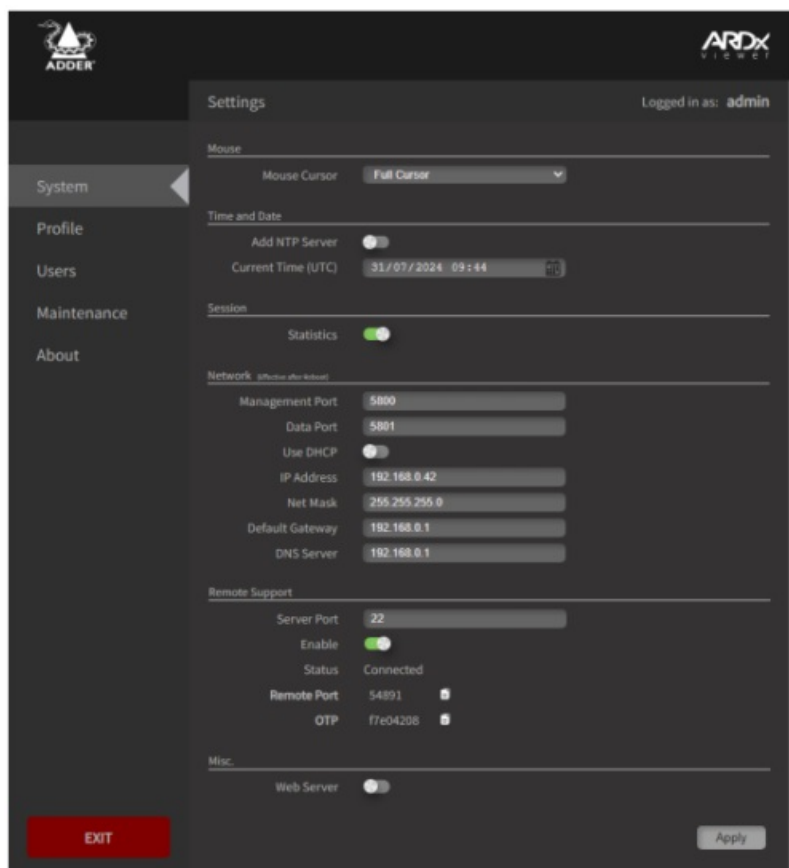 ADDER
ARDx
viewer
Settings
Logged in as: admin
System
Profile
Users
Maintenance
About
EXIT
Mouse
Mouse Cursor Full Cursor
Time and Date
Add NTP Server
Current Time (UTC) 31/07/2024 09:44
Session
Statistics
Network (Effective after Reboot)
Management Port 5800
Data Port 5801
Use DHCP
IP Address 192.168.0.42
Net Mask 255.255.255.0
Default Gateway 192.168.0.1
DNS Server 192.168.0.1
Remote Support
Server Port 22
Enable
Status Connected
Remote Port 54891
OTP f7e04208
Misc.
Web Server
Apply